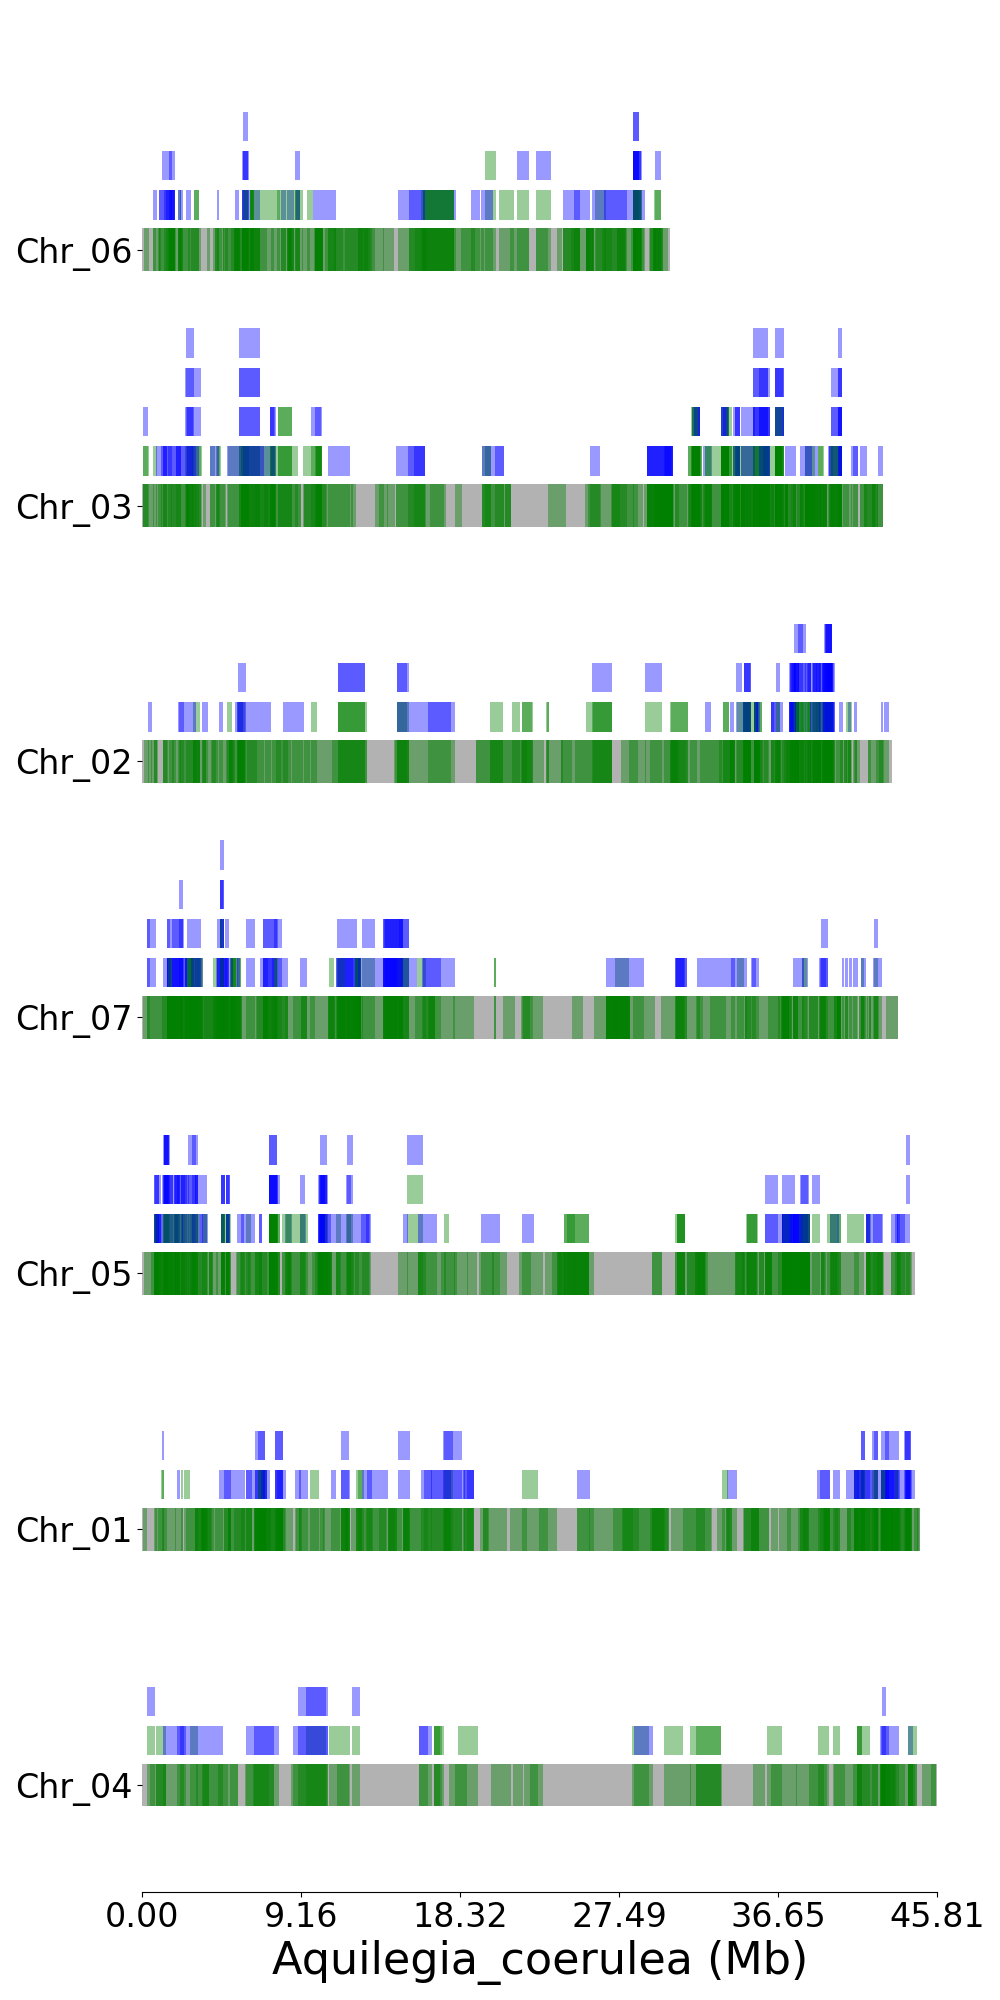 Chr_06
Chr_03
Chr_02
Chr_07
Chr_05
Chr_01
Chr_04
0.00 9.16 18.32 27.49 36.65 45.81
Aquilegia_coerulea (Mb)